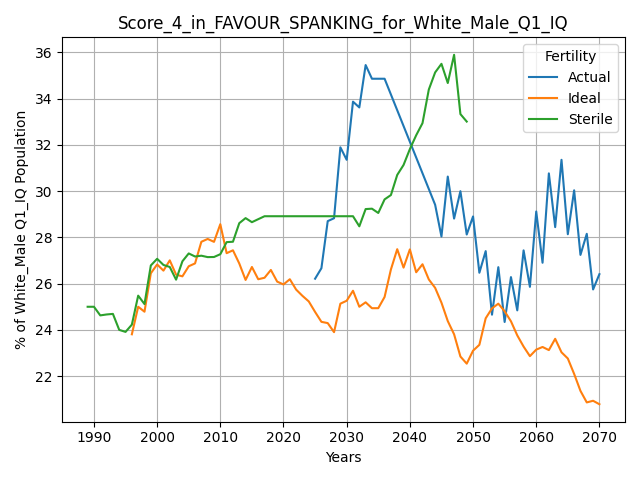 Score_4_in_FAVOUR_SPANKING_for_White_Male_Q1_IQ
% of White_Male Q1_IQ Population
36
34
32
30
28
26
24
22
Fertility
Actual
Ideal
Sterile
1990 2000 2010 2020 2030 2040 2050 2060 2070
Years